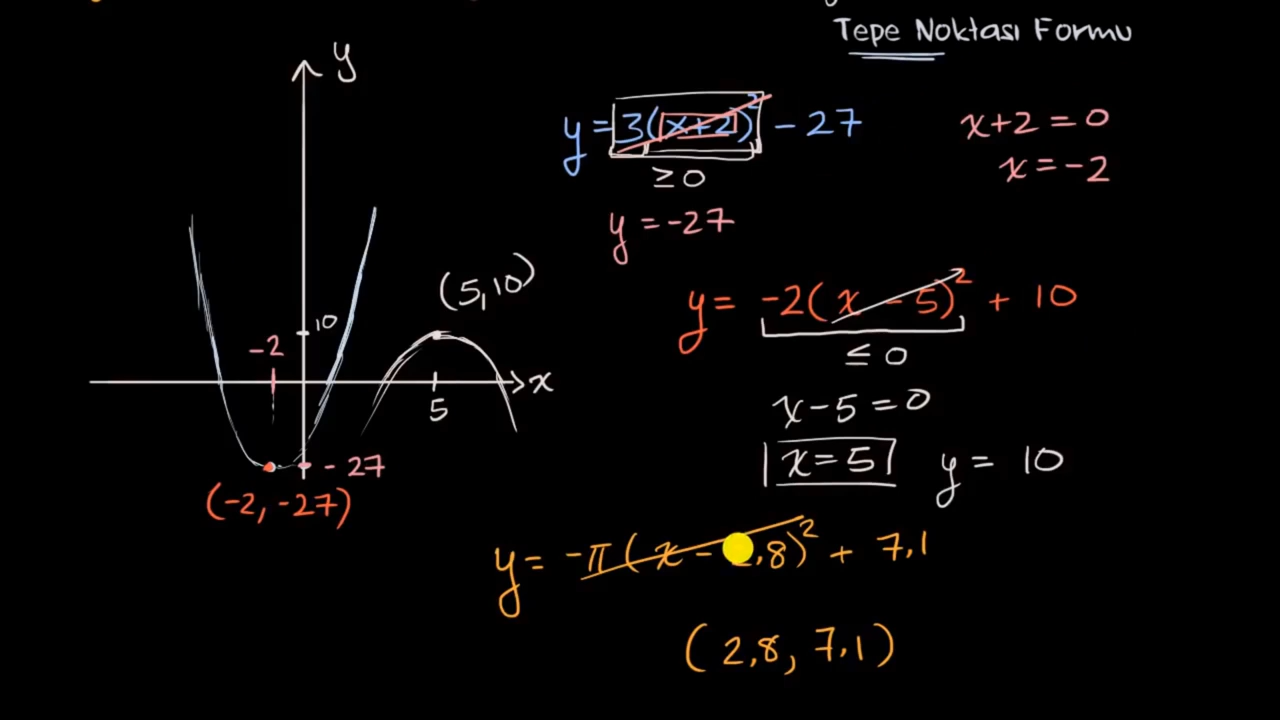 Tepe Noktası Formu
y
y = 3(x+2)² - 27
≥ 0
y = -27
x+2 = 0
x = -2
(5,10)
10
-2
x
5
- 27
(-2, -27)
y = -2(x - 5)² + 10
≤ 0
x-5 = 0
x = 5
y = 10
y = -π(x - 2,8)² + 7,1
(2,8, 7,1)